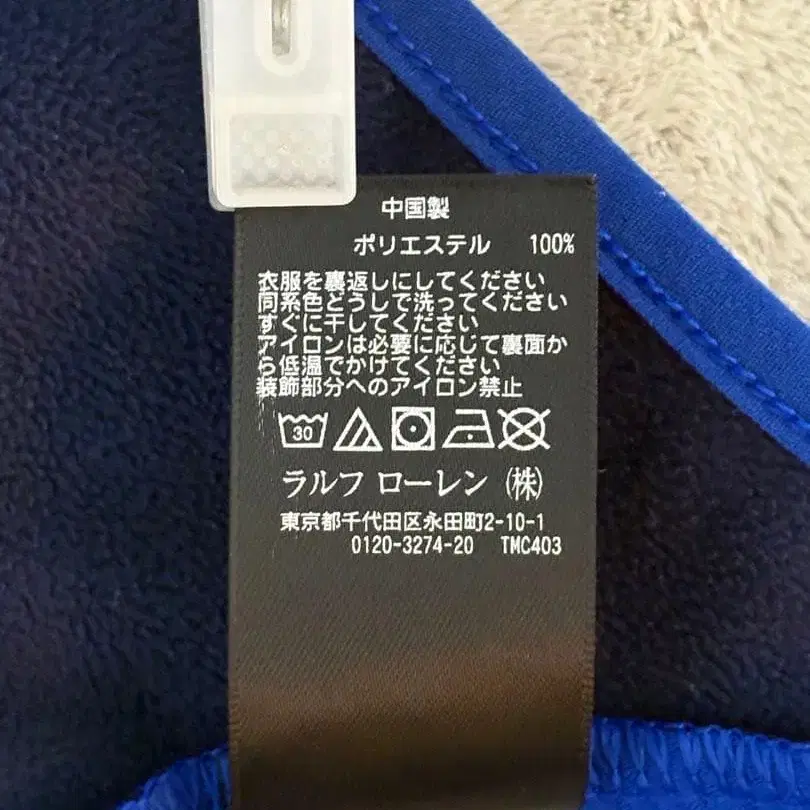 中国製
ポリエステル 100%
衣服を裏返しにしてください
同系色どうしで洗ってください
すぐに干してください
アイロンは必要に応じて裏面か
ら低温でかけてください
装飾部分へのアイロン禁止
30
ラルフ ローレン (株)
東京都千代田区永田町2-10-1
0120-3274-20 TMC403